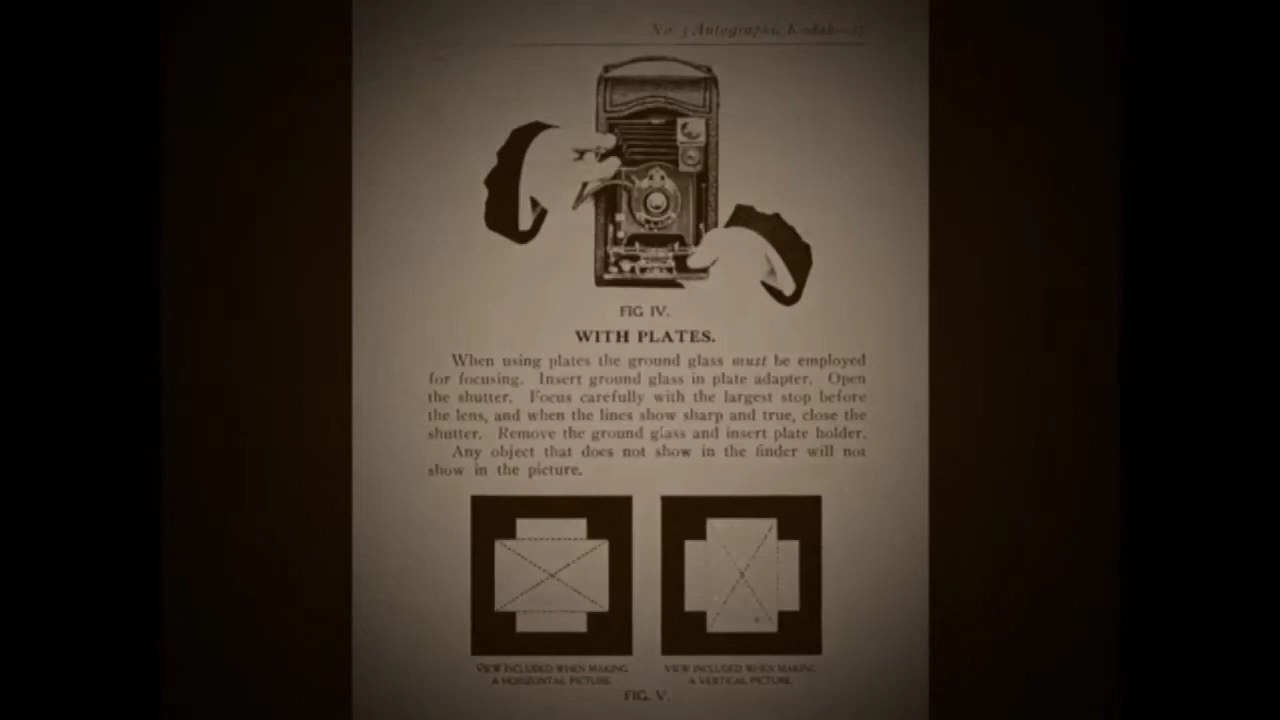 No. 3 Autographic Kodak—
FIG IV.
WITH PLATES.
When using plates the ground glass must be employed
for focusing. Insert ground glass in plate adapter. Open
the shutter. Focus carefully with the largest stop before
the lens, and when the lines show sharp and true, close the
shutter. Remove the ground glass and insert plate holder.
Any object that does not show in the finder will not
show in the picture.
VIEW INCLUDED WHEN MAKING
A HORIZONTAL PICTURE.
VIEW INCLUDED WHEN MAKING
A VERTICAL PICTURE.
FIG. V.